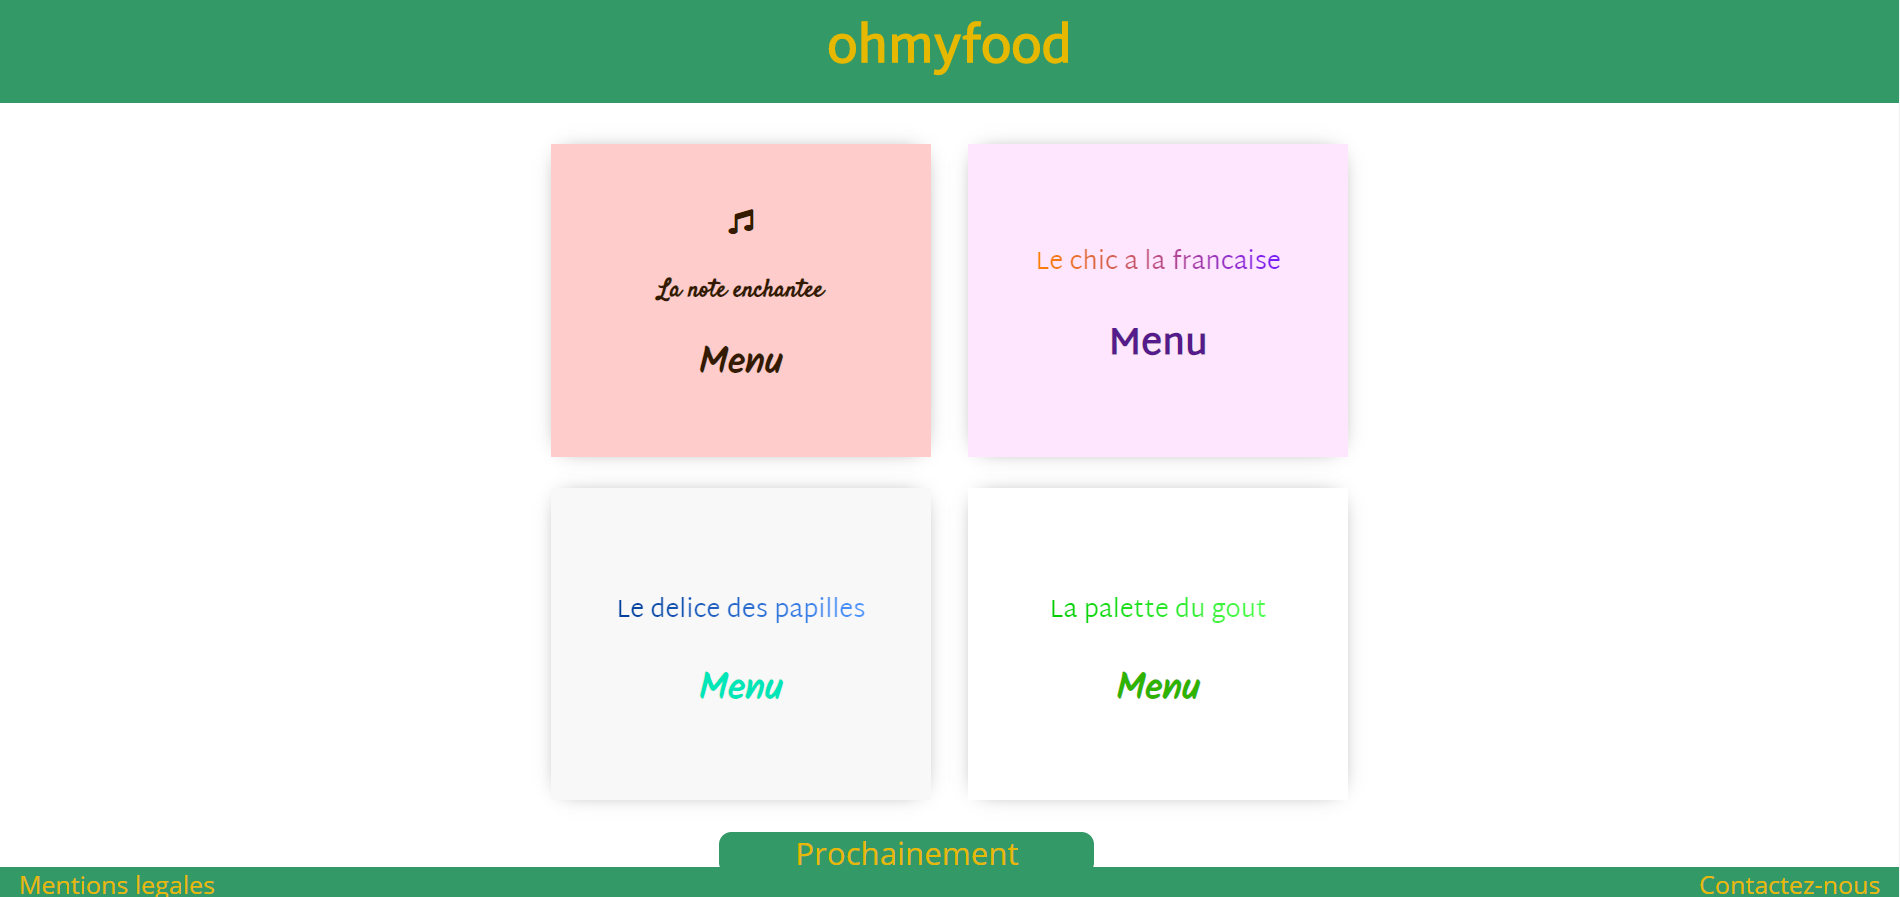 ohmyfood
La note enchantee
Menu
Le chic a la francaise
Menu
Le delice des papilles
Menu
La palette du gout
Menu
Prochainement
Mentions legales
Contactez-nous